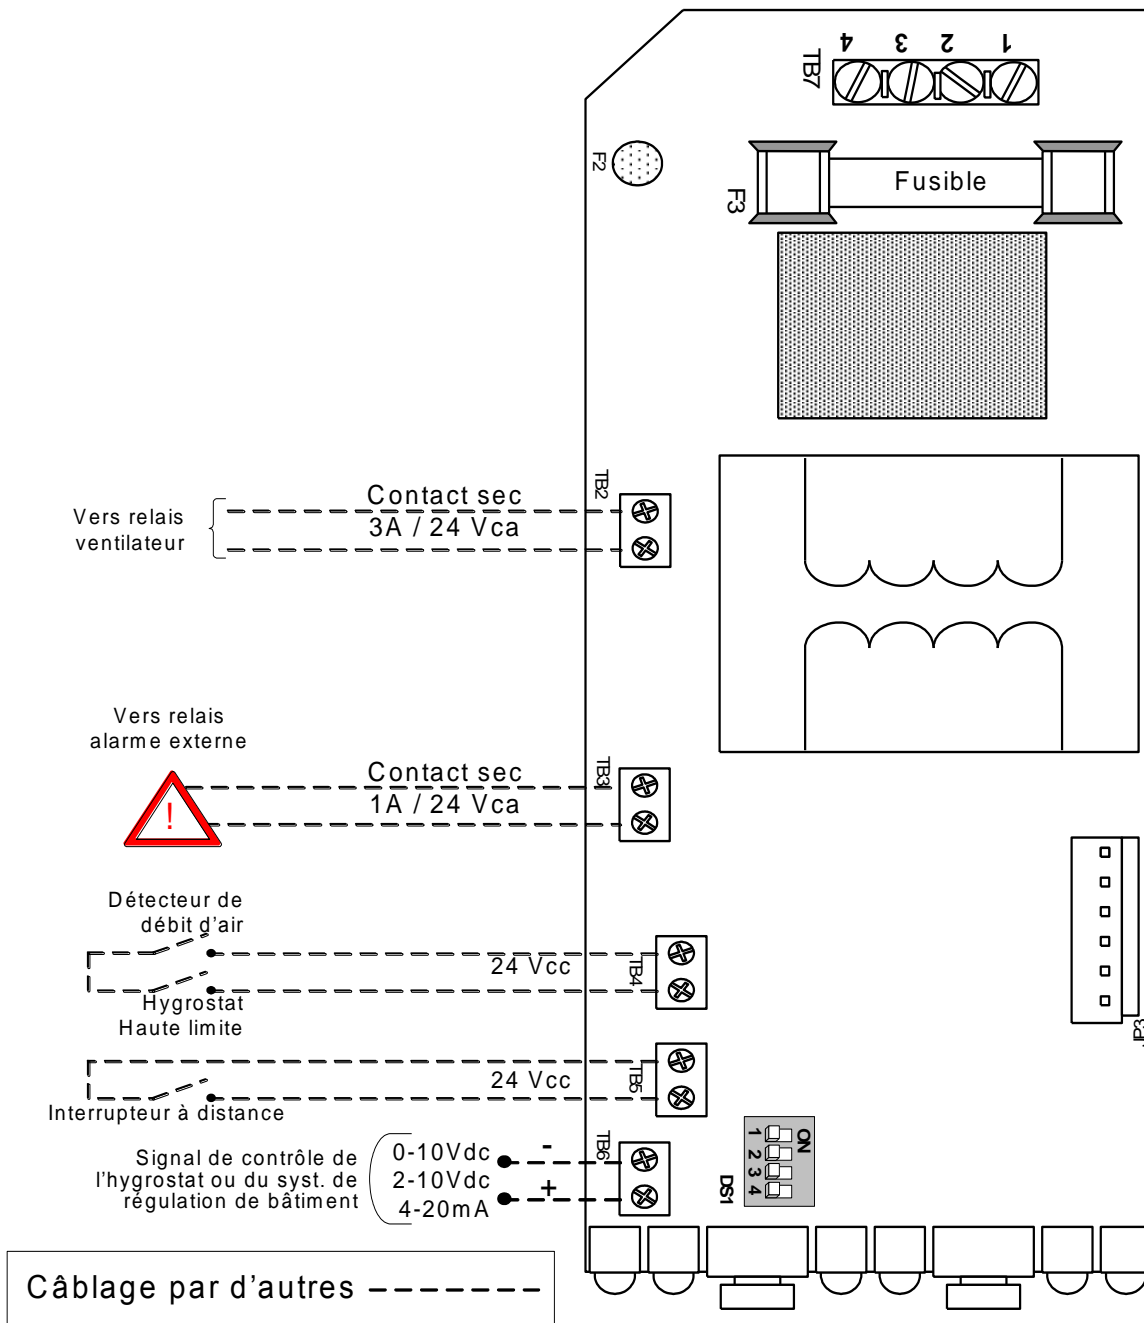 4 3 2 1
TB7
F2
Fusible
F3
TB2
Contact sec
3A / 24 Vca
Vers relais
ventilateur
Vers relais
alarme externe
TB3
Contact sec
1A / 24 Vca
!
Détecteur de
débit d'air
24 Vcc
TB4
Hygrostat
Haute limite
JP3
24 Vcc
TB5
Interrupteur à distance
TB6
Signal de contrôle de
l'hygrostat ou du syst. de
régulation de bâtiment
0-10Vdc
2-10Vdc
4-20mA
-
+
ON
1
2
3
4
DS1
Câblage par d'autres